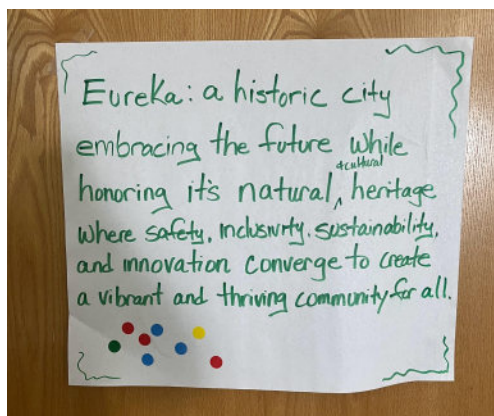 Eureka: a historic city
embracing the future while
& cultural
honoring it's natural, ^ heritage
where safety, inclusivity, sustainability,
and innovation converge to create
a vibrant and thriving community for all.